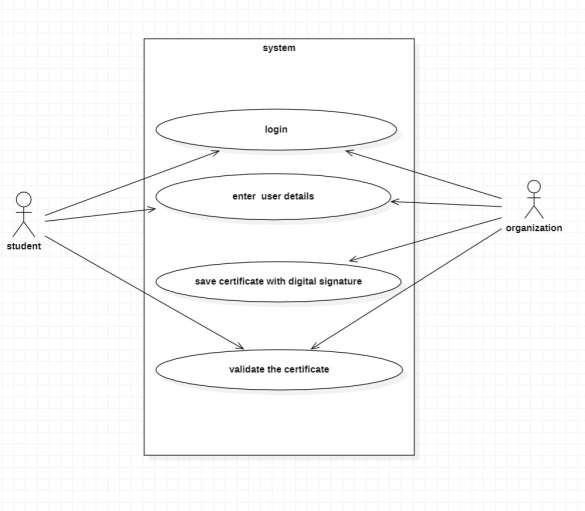 system
login
enter  user details
student
organization
save certificate with digital signature
validate the certificate